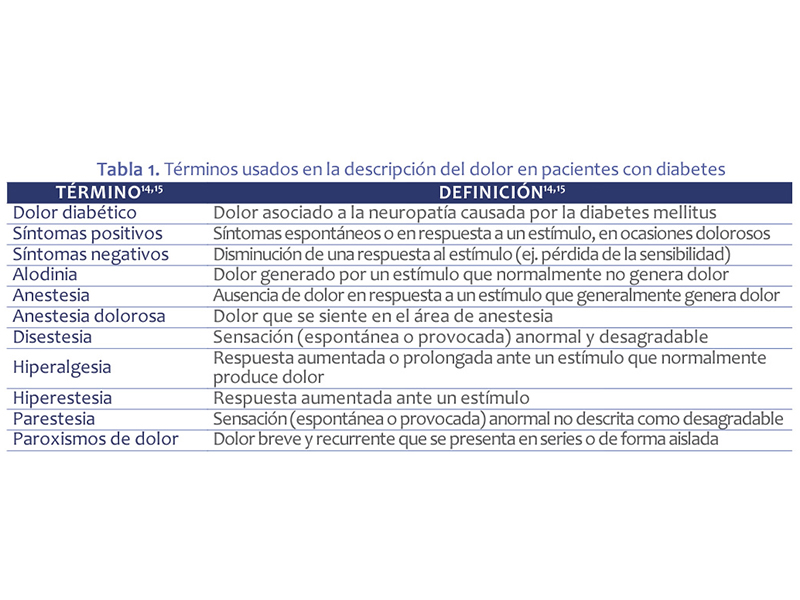 Tabla 1. Términos usados en la descripción del dolor en pacientes con diabetes
TÉRMINO14,15 DEFINICIÓN14,15
Dolor diabético Dolor asociado a la neuropatía causada por la diabetes mellitus
Síntomas positivos Síntomas espontáneos o en respuesta a un estímulo, en ocasiones dolorosos
Síntomas negativos Disminución de una respuesta al estímulo (ej. pérdida de la sensibilidad)
Alodinia Dolor generado por un estímulo que normalmente no genera dolor
Anestesia Ausencia de dolor en respuesta a un estímulo que generalmente genera dolor
Anestesia dolorosa Dolor que se siente en el área de anestesia
Disestesia Sensación (espontánea o provocada) anormal y desagradable
Hiperalgesia Respuesta aumentada o prolongada ante un estímulo que normalmente
produce dolor
Hiperestesia Respuesta aumentada ante un estímulo
Parestesia Sensación (espontánea o provocada) anormal no descrita como desagradable
Paroxismos de dolor Dolor breve y recurrente que se presenta en series o de forma aislada